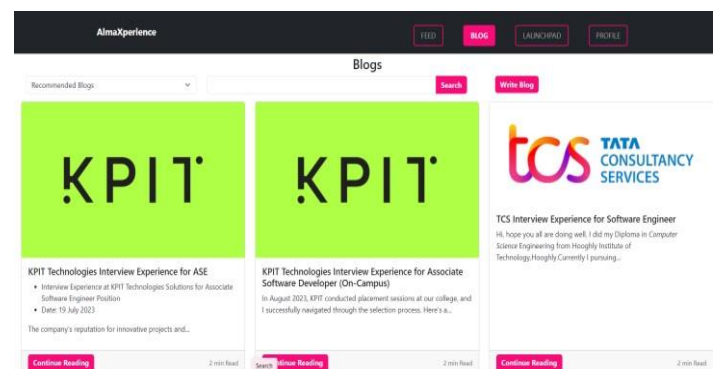 AlmaXperience
FEED
BLOG
LAUNCHPAD
PROFILE
Blogs
Recommended Blogs
Search
Write Blog
KPIT
KPIT Technologies Interview Experience for ASE
• Interview Experience at KPIT Technologies Solutions for Associate
Software Engineer Position
• Date: 19 July 2023
The company's reputation for innovative projects and...
Continue Reading
2 min Read
KPIT
KPIT Technologies Interview Experience for Associate
Software Developer (On-Campus)
In August 2023, KPIT conducted placement sessions at our college, and
I successfully navigated through the selection process. Here's a...
Search
Continue Reading
2 min Read
tcs
TATA
CONSULTANCY
SERVICES
TCS Interview Experience for Software Engineer
Hi, hope you all are doing well. I did my Diploma in Computer
Science Engineering from Hooghly Institute of
Technology.Hooghly.Currently I pursuing...
Continue Reading
2 min Read